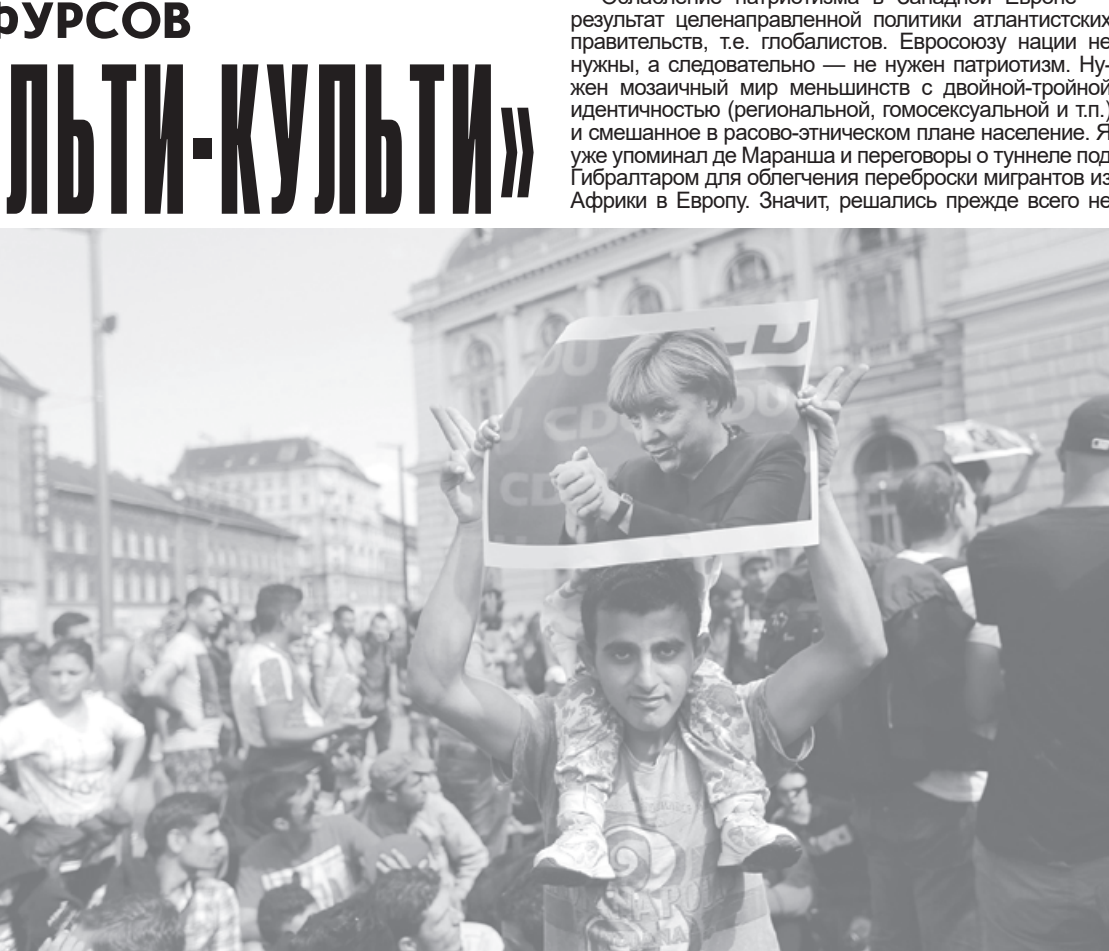 ФУРСОВ
ЛЬТИ-КУЛЬТИ»
Ослабление патриотизма в Западной Европе —
результат целенаправленной политики атлантистских
правительств, т.е. глобалистов. Евросоюзу нации не
нужны, а следовательно — не нужен патриотизм. Ну-
жен мозаичный мир меньшинств с двойной-тройной
идентичностью (региональной, гомосексуальной и т.п.)
и смешанное в расово-этническом плане население. Я
уже упоминал де Маранша и переговоры о туннеле под
Гибралтаром для облегчения переброски мигрантов из
Африки в Европу. Значит, решались прежде всего не
CDU